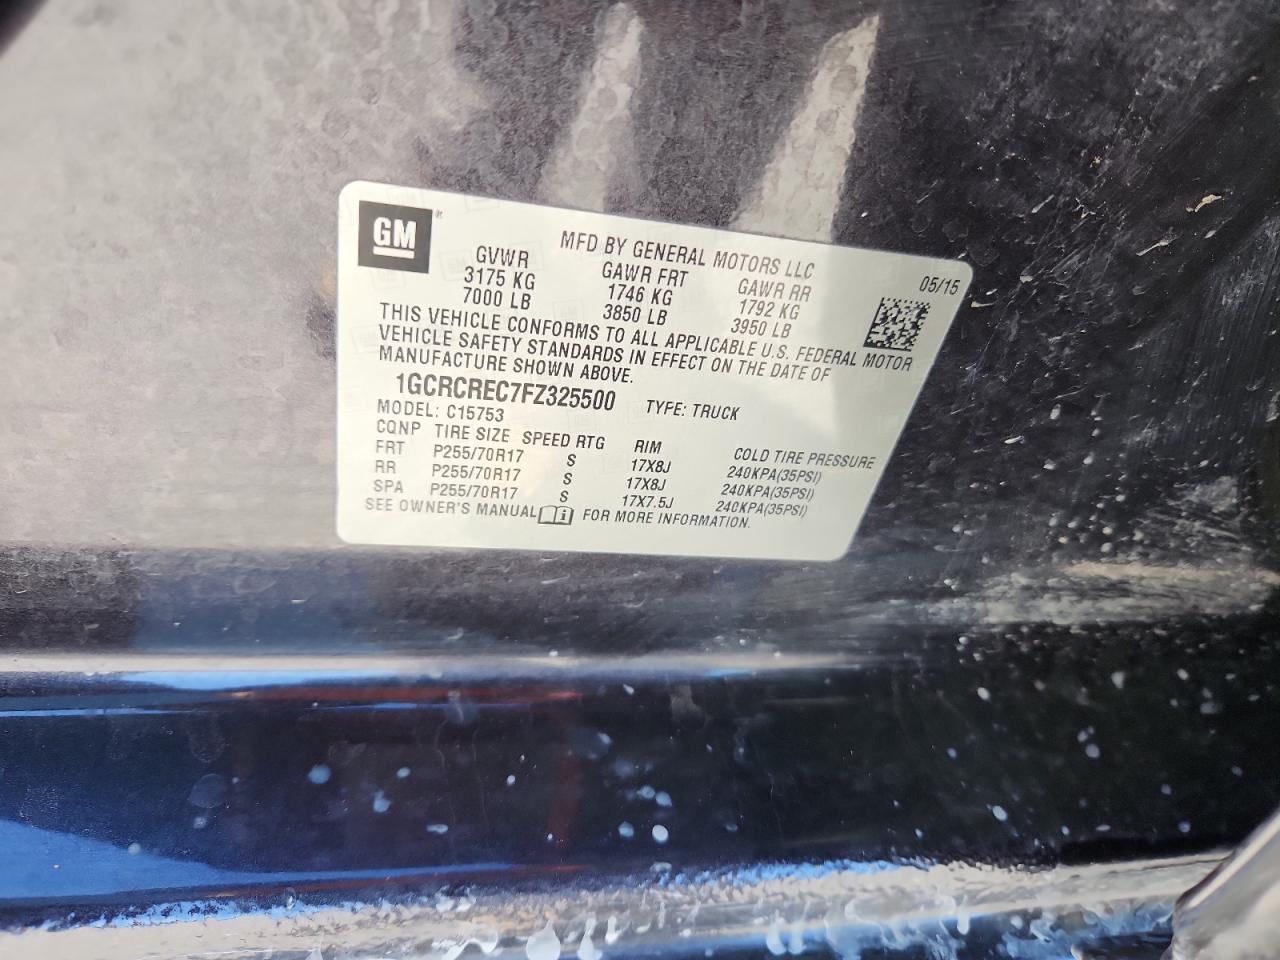 GM®
MFD BY GENERAL MOTORS LLC
05/15
GVWR GAWR FRT GAWR RR
3175 KG 1746 KG 1792 KG
7000 LB 3850 LB 3950 LB
THIS VEHICLE CONFORMS TO ALL APPLICABLE U.S. FEDERAL MOTOR
VEHICLE SAFETY STANDARDS IN EFFECT ON THE DATE OF
MANUFACTURE SHOWN ABOVE.
1GCRCREC7FZ325500 TYPE: TRUCK
MODEL: C15753
CQNP TIRE SIZE SPEED RTG RIM COLD TIRE PRESSURE
FRT P255/70R17 S 17X8J 240KPA(35PSI)
RR P255/70R17 S 17X8J 240KPA(35PSI)
SPA P255/70R17 S 17X7.5J 240KPA(35PSI)
SEE OWNER'S MANUAL i FOR MORE INFORMATION.